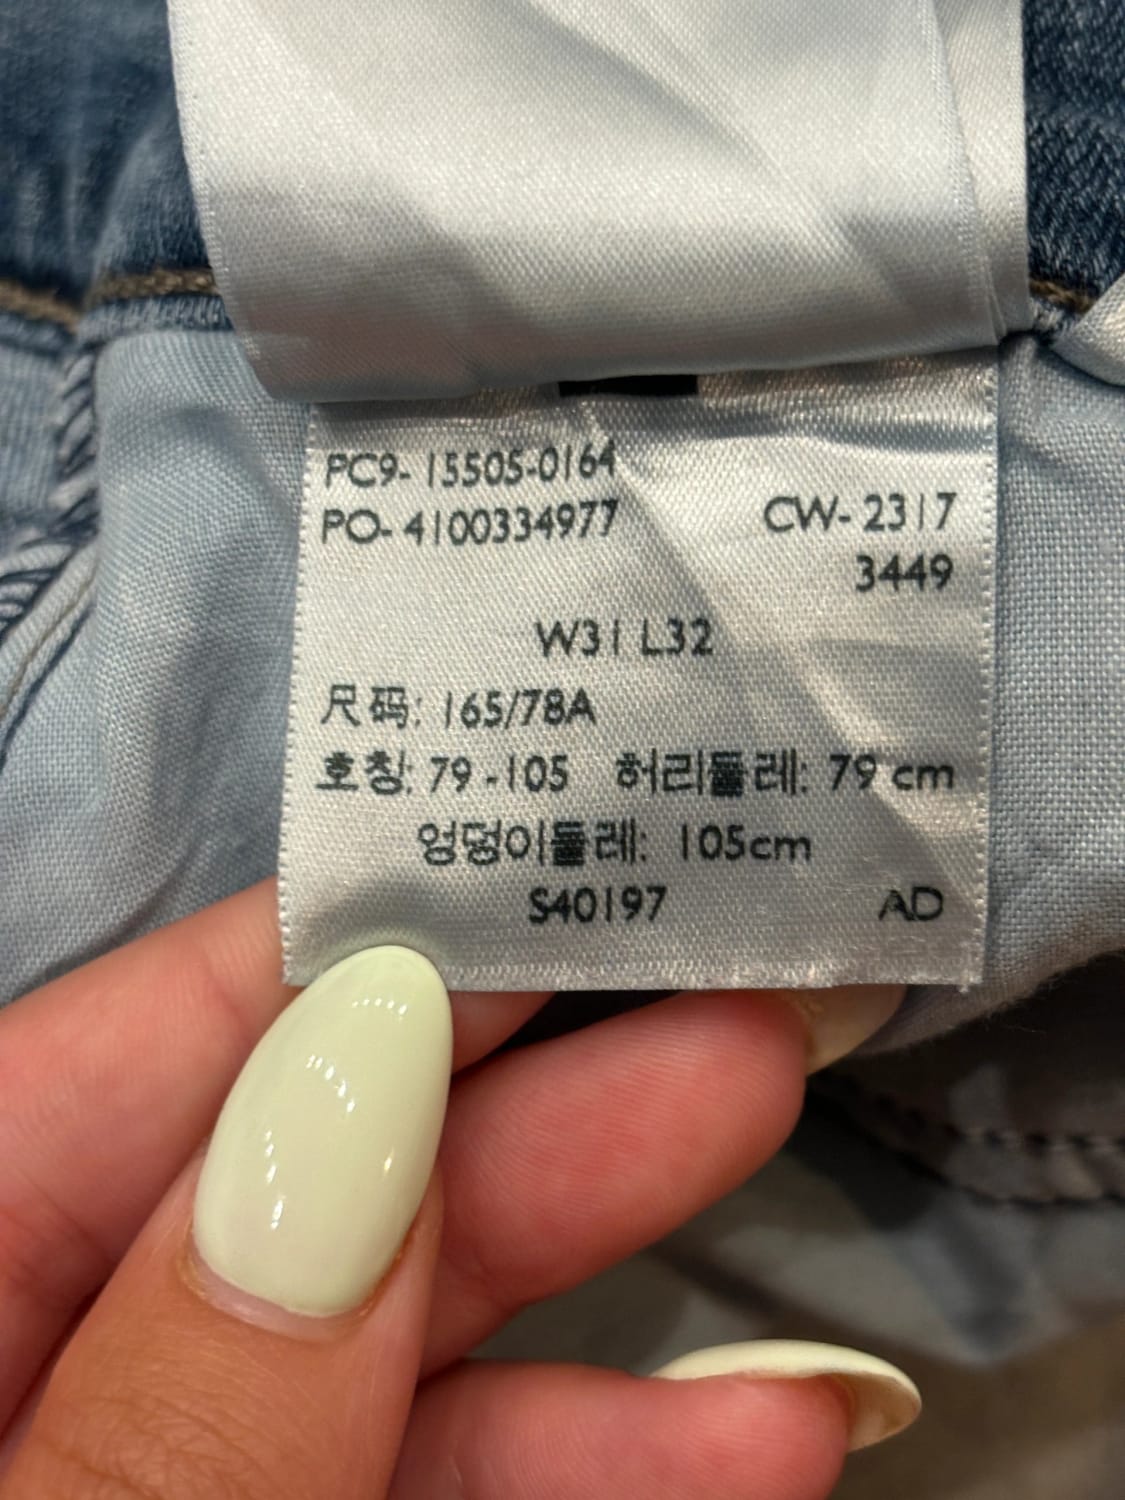 PC9-15505-0164
PO-4100334977
CW-2317
3449
W31 L32
尺码: 165/78A
호칭: 79-105 허리둘레: 79 cm
엉덩이둘레: 105cm
S40197 AD